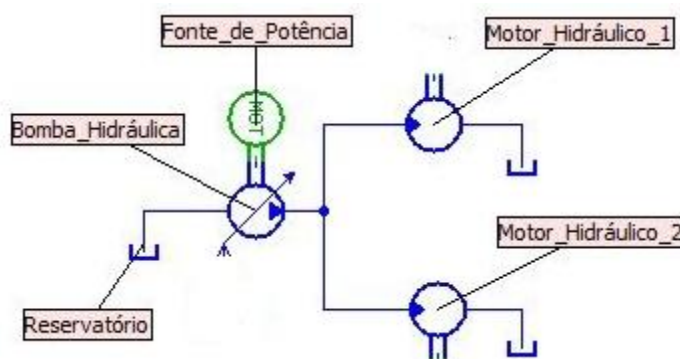 Fonte_de_Potência
Motor_Hidráulico_1
MOT
Bomba_Hidráulica
Motor_Hidráulico_2
Reservatório